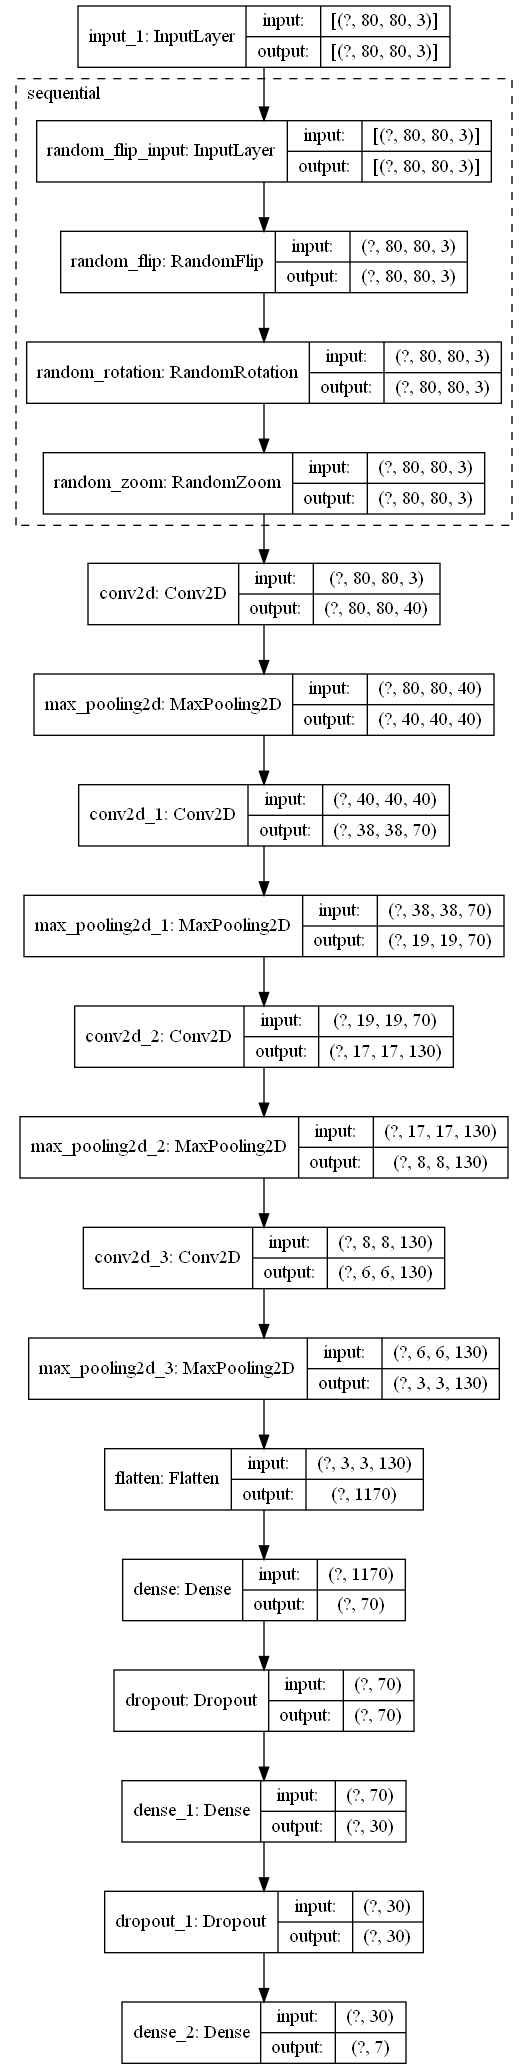 input_1: InputLayer
input: [(?, 80, 80, 3)]
output: [(?, 80, 80, 3)]
sequential
random_flip_input: InputLayer
input: [(?, 80, 80, 3)]
output: [(?, 80, 80, 3)]
random_flip: RandomFlip
input: (?, 80, 80, 3)
output: (?, 80, 80, 3)
random_rotation: RandomRotation
input: (?, 80, 80, 3)
output: (?, 80, 80, 3)
random_zoom: RandomZoom
input: (?, 80, 80, 3)
output: (?, 80, 80, 3)
conv2d: Conv2D
input: (?, 80, 80, 3)
output: (?, 80, 80, 40)
max_pooling2d: MaxPooling2D
input: (?, 80, 80, 40)
output: (?, 40, 40, 40)
conv2d_1: Conv2D
input: (?, 40, 40, 40)
output: (?, 38, 38, 70)
max_pooling2d_1: MaxPooling2D
input: (?, 38, 38, 70)
output: (?, 19, 19, 70)
conv2d_2: Conv2D
input: (?, 19, 19, 70)
output: (?, 17, 17, 130)
max_pooling2d_2: MaxPooling2D
input: (?, 17, 17, 130)
output: (?, 8, 8, 130)
conv2d_3: Conv2D
input: (?, 8, 8, 130)
output: (?, 6, 6, 130)
max_pooling2d_3: MaxPooling2D
input: (?, 6, 6, 130)
output: (?, 3, 3, 130)
flatten: Flatten
input: (?, 3, 3, 130)
output: (?, 1170)
dense: Dense
input: (?, 1170)
output: (?, 70)
dropout: Dropout
input: (?, 70)
output: (?, 70)
dense_1: Dense
input: (?, 70)
output: (?, 30)
dropout_1: Dropout
input: (?, 30)
output: (?, 30)
dense_2: Dense
input: (?, 30)
output: (?, 7)